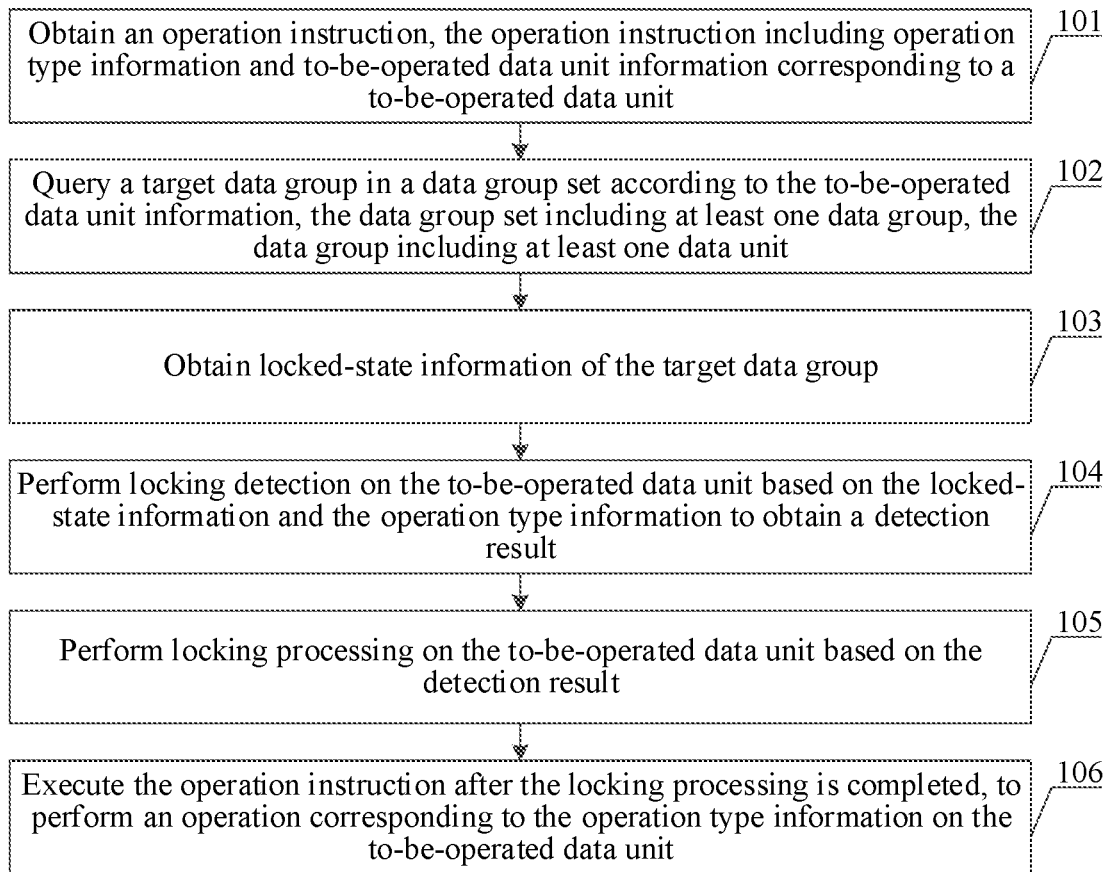 101
Obtain an operation instruction, the operation instruction including operation
type information and to-be-operated data unit information corresponding to a
to-be-operated data unit
102
Query a target data group in a data group set according to the to-be-operated
data unit information, the data group set including at least one data group, the
data group including at least one data unit
103
Obtain locked-state information of the target data group
104
Perform locking detection on the to-be-operated data unit based on the locked-
state information and the operation type information to obtain a detection
result
105
Perform locking processing on the to-be-operated data unit based on the
detection result
106
Execute the operation instruction after the locking processing is completed, to
perform an operation corresponding to the operation type information on the
to-be-operated data unit